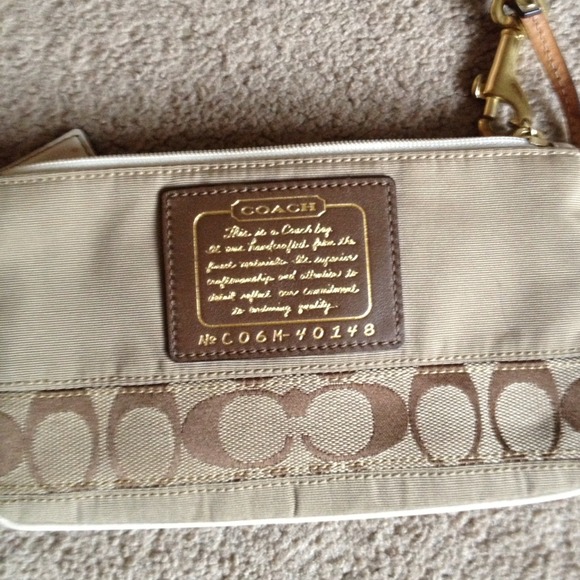 COACH
This is a Coach bag.
It was handcrafted from the
finest materials. Its superior
craftsmanship and attention to
detail reflect our commitment
to enduring quality.
No C06M-40148